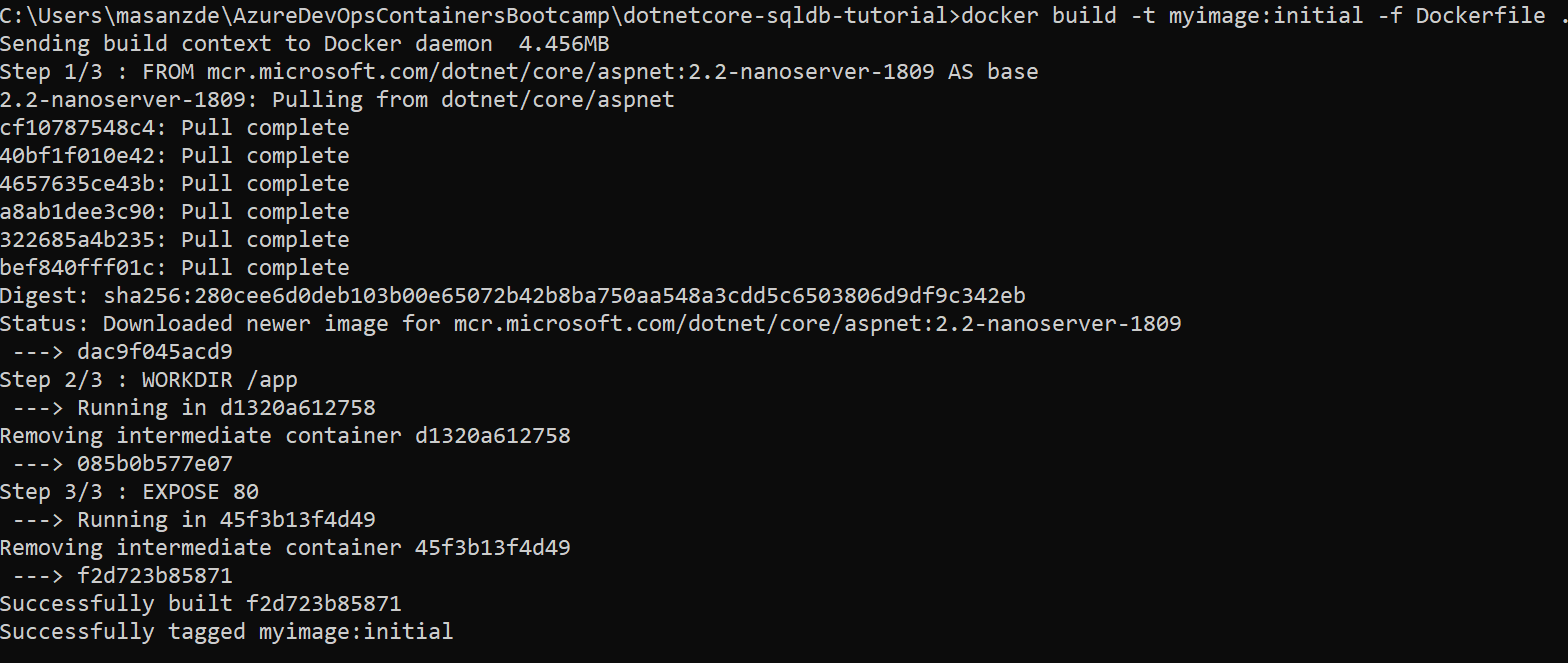 C:\Users\masanzde\AzureDevOpsContainersBootcamp\dotnetcore-sqldb-tutorial>docker build -t myimage:initial -f Dockerfile .
Sending build context to Docker daemon  4.456MB
Step 1/3 : FROM mcr.microsoft.com/dotnet/core/aspnet:2.2-nanoserver-1809 AS base
2.2-nanoserver-1809: Pulling from dotnet/core/aspnet
cf10787548c4: Pull complete
40bf1f010e42: Pull complete
4657635ce43b: Pull complete
a8ab1dee3c90: Pull complete
322685a4b235: Pull complete
bef840fff01c: Pull complete
Digest: sha256:280cee6d0deb103b00e65072b42b8ba750aa548a3cdd5c6503806d9df9c342eb
Status: Downloaded newer image for mcr.microsoft.com/dotnet/core/aspnet:2.2-nanoserver-1809
 ---> dac9f045acd9
Step 2/3 : WORKDIR /app
 ---> Running in d1320a612758
Removing intermediate container d1320a612758
 ---> 085b0b577e07
Step 3/3 : EXPOSE 80
 ---> Running in 45f3b13f4d49
Removing intermediate container 45f3b13f4d49
 ---> f2d723b85871
Successfully built f2d723b85871
Successfully tagged myimage:initial